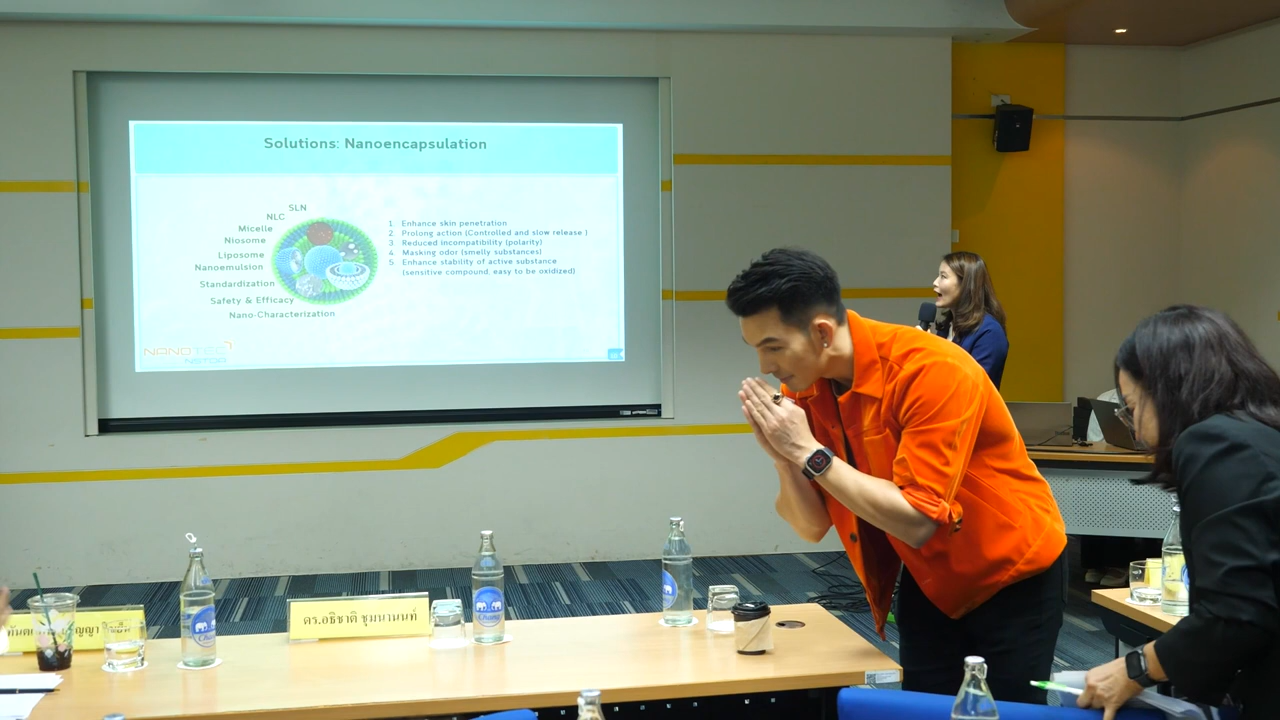 Solutions: Nanoencapsulation
SLN
NLC
Micelle
Niosome
Liposome
Nanoemulsion
Standardization
Safety & Efficacy
Nano-Characterization
1. Enhance skin penetration
2. Prolong action (Controlled and slow release )
3. Reduced incompatibility (polarity)
4. Masking odor (smelly substances)
5. Enhance stability of active substance
(sensitive compound, easy to be oxidized)
NANOTEC
NSTDA
ดร.อธิชาติ ชุมนานนท์
Chang